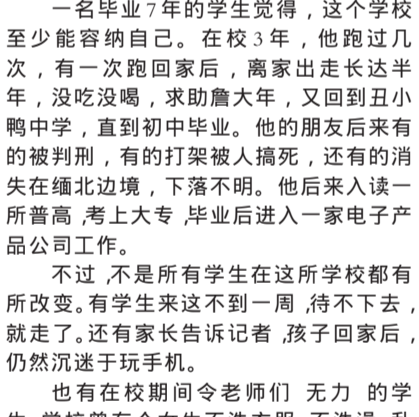 一名毕业7年的学生觉得，这个学校
至少能容纳自己。在校3年，他跑过几
次，有一次跑回家后，离家出走长达半
年，没吃没喝，求助詹大年，又回到丑小
鸭中学，直到初中毕业。他的朋友后来有
的被判刑，有的打架被人搞死，还有的消
失在缅北边境，下落不明。他后来入读一
所普高，考上大专，毕业后进入一家电子产
品公司工作。
不过，不是所有学生在这所学校都有
所改变。有学生来这不到一周，待不下去，
就走了。还有家长告诉记者，孩子回家后，
仍然沉迷于玩手机。
也有在校期间令老师们 无力 的学